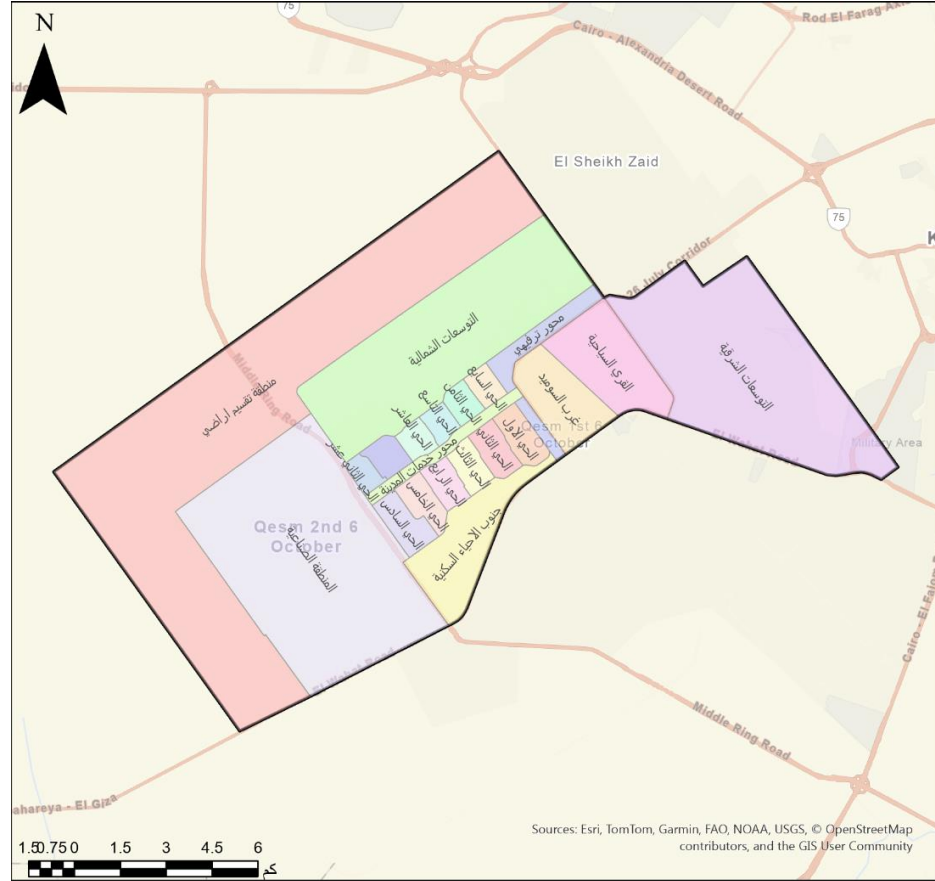 N
75
Rod El Farag Axi
Cairo - Alexandria Desert Road
El Sheikh Zaid
75
26 July Corridor
K
محور ترفيهي
القري السياحية
التوسعات الشرقية
التوسعات الشمالية
غرب السوميد
منطقة تقسيم اراضي
Middle Ring Road
الحي السابع
الحي الثامن
الحي التاسع
الحي العاشر
الحي الثاني عشر
محور خدمات المدينة
الحي الاول
الحي الثاني
الحي الثالث
الحي الرابع
الحي الخامس
الحي السادس
Qesm 1st 6
October
El Wahat Road
Military Area
جنوب الاحياء السكنية
Qesm 2nd 6
October
المنطقة الصناعية
El Wahat Road
Middle Ring Road
Cairo - El Faiom
ahareya - El Giza
Sources: Esri, TomTom, Garmin, FAO, NOAA, USGS, © OpenStreetMap
contributors, and the GIS User Community
1.5 0.75 0 1.5 3 4.5 6
كم